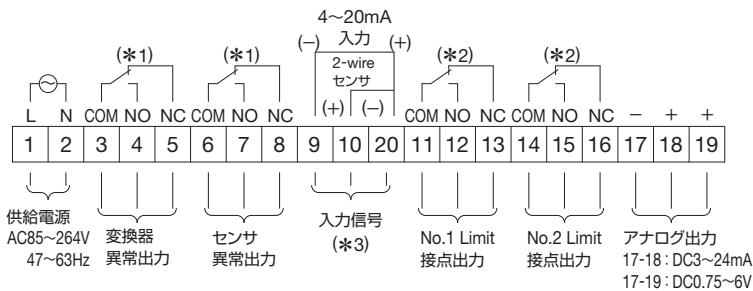 4～20mA
入力
(－) (＋)
(＊1) (＊1) (＊2) (＊2)
2-wire
センサ
(＋) (－)
L N COM NO NC COM NO NC COM NO NC COM NO NC － ＋ ＋
1 2 3 4 5 6 7 8 9 10 20 11 12 13 14 15 16 17 18 19
供給電源
AC85～264V
47～63Hz
変換器
異常出力
センサ
異常出力
入力信号
(＊3)
No.1 Limit
接点出力
No.2 Limit
接点出力
アナログ出力
17-18：DC3～24mA
17-19：DC0.75～6V